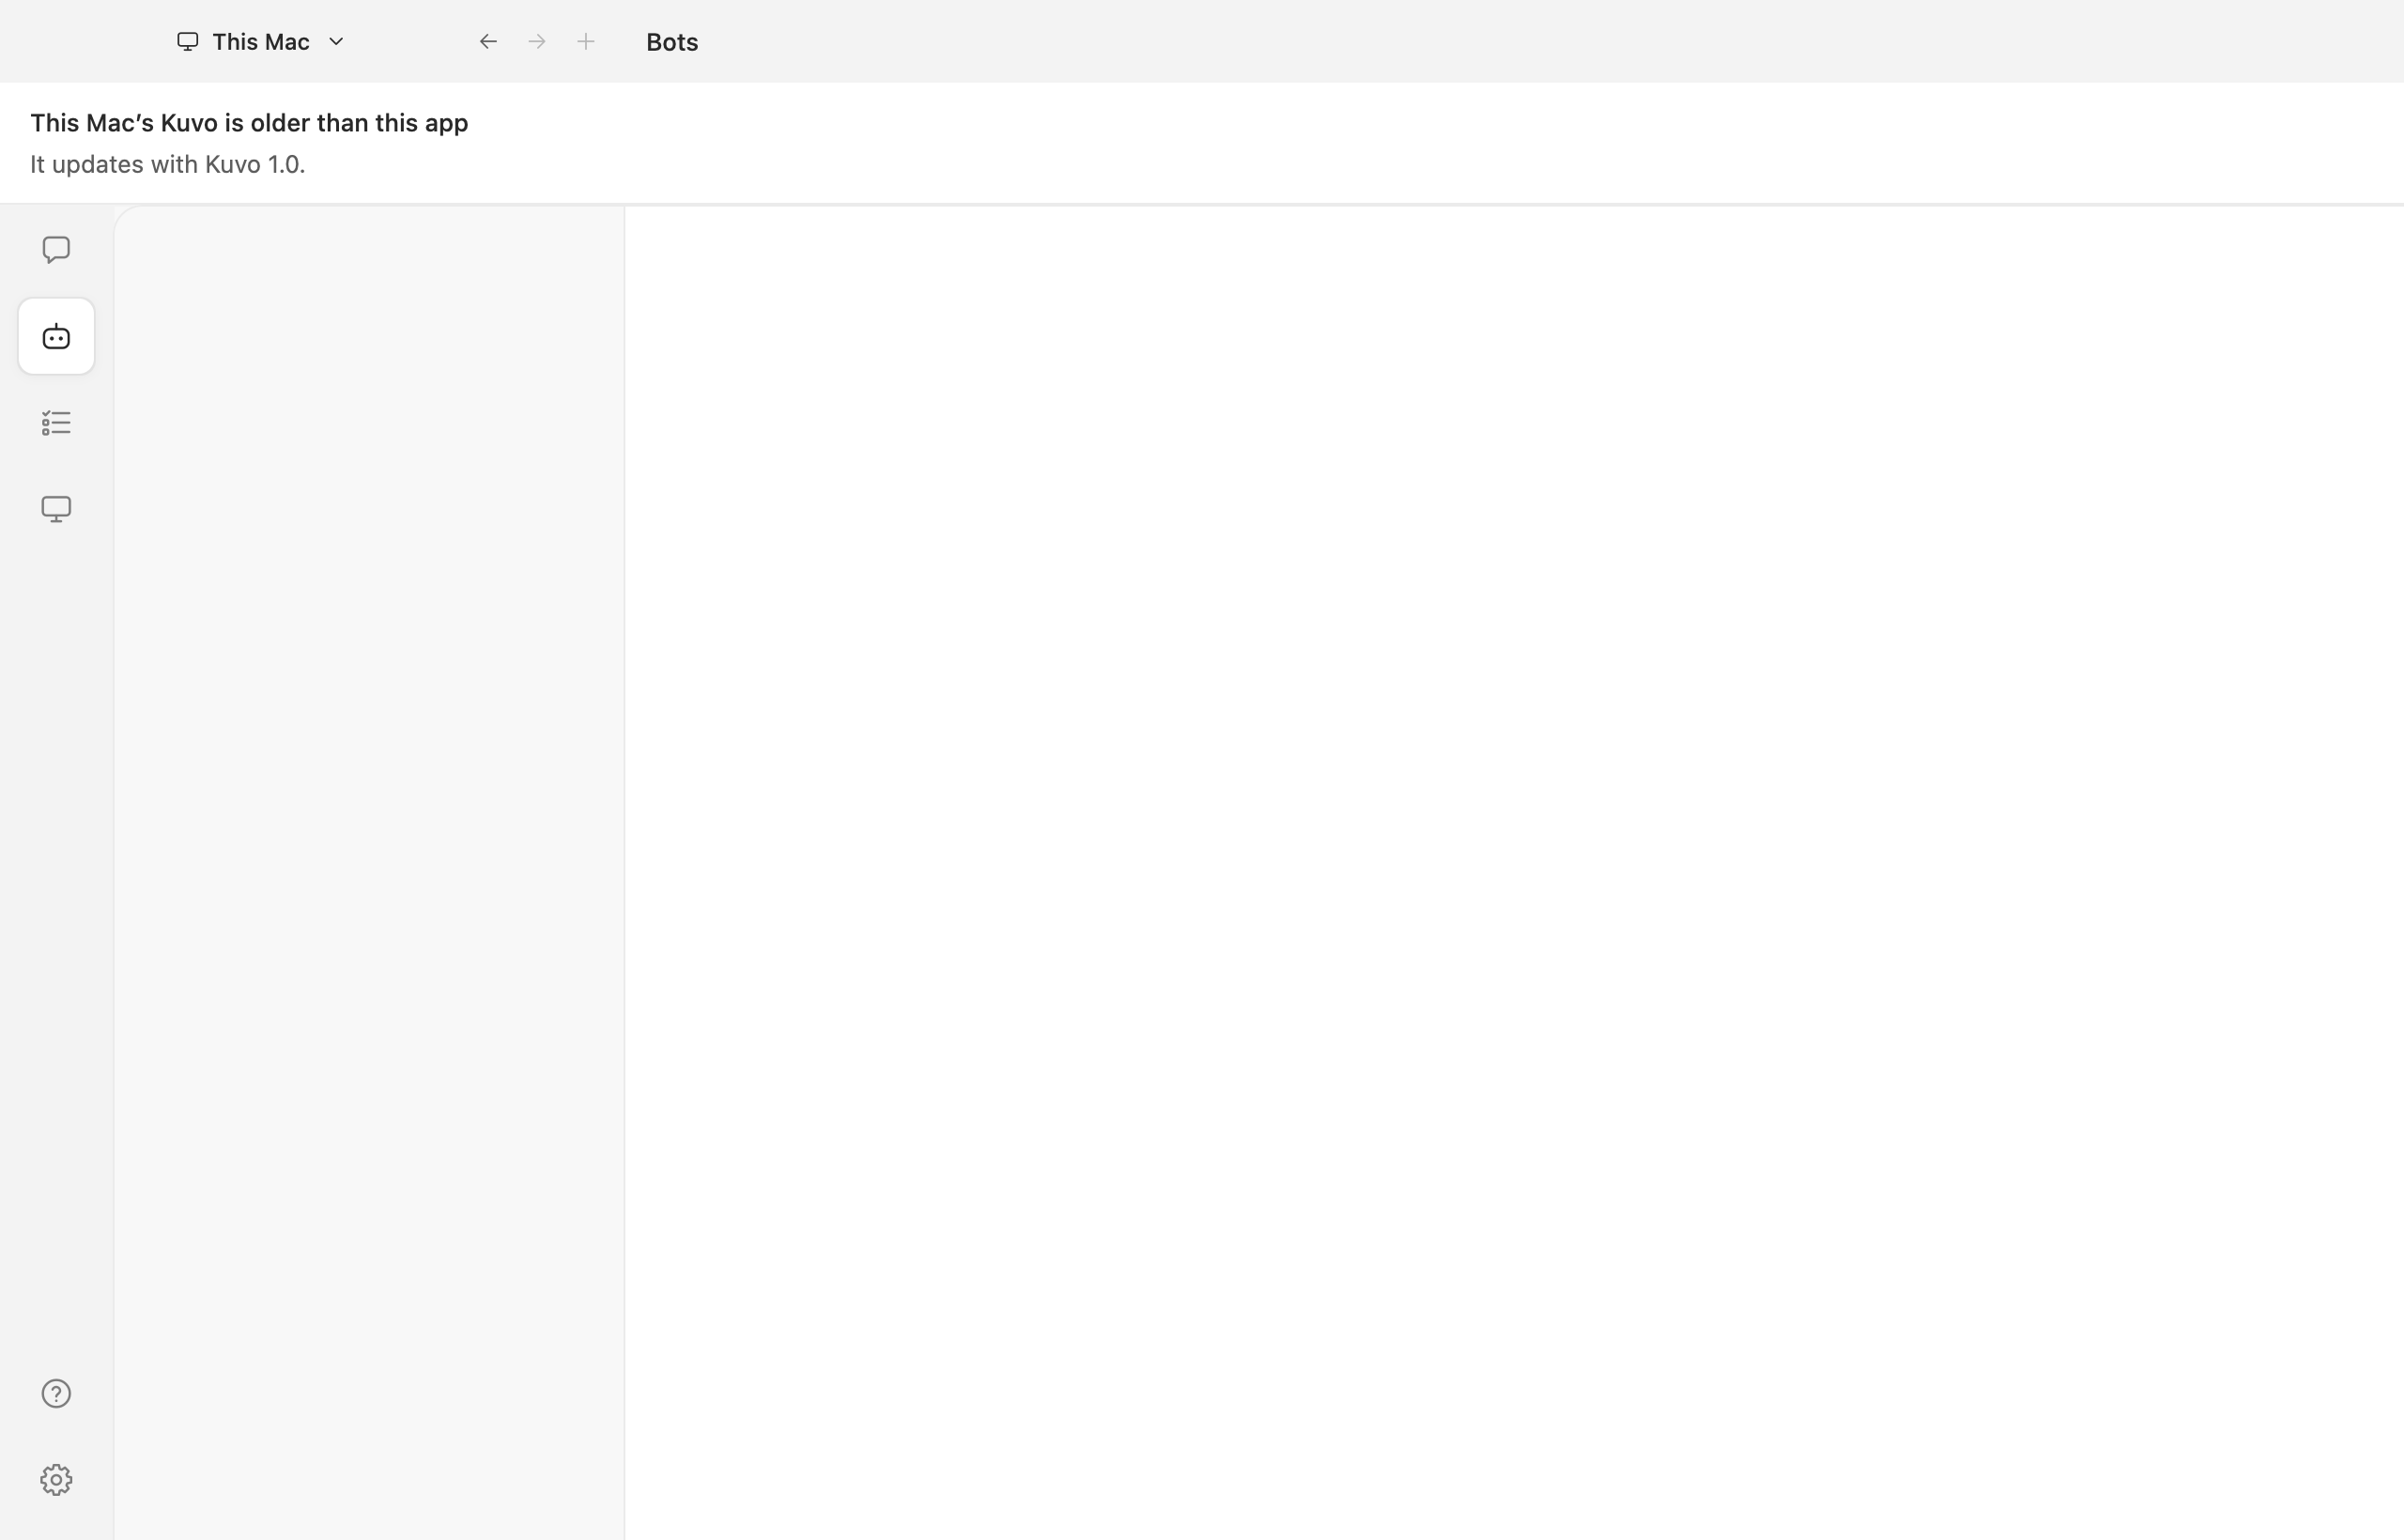 This Mac
Bots
This Mac’s Kuvo is older than this app
It updates with Kuvo 1.0.